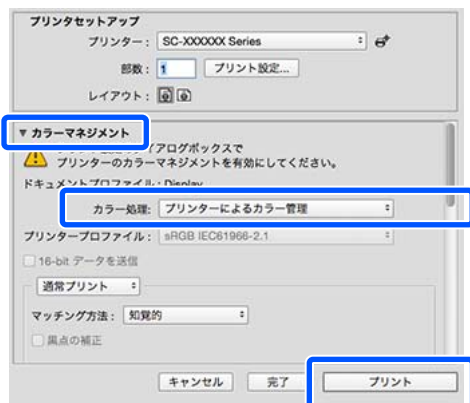 プリンタセットアップ
プリンター： SC-XXXXXX Series
部数： 1 プリント設定...
レイアウト：
▼ カラーマネジメント
アログボックスで
プリンターのカラーマネジメントを有効にしてください。
ドキュメントプロファイル：Display
カラー処理: プリンターによるカラー管理
プリンタープロファイル： sRGB IEC61966-2.1
16-bit データを送信
通常プリント
マッチング方法： 知覚的
黒点の補正
キャンセル 完了 プリント